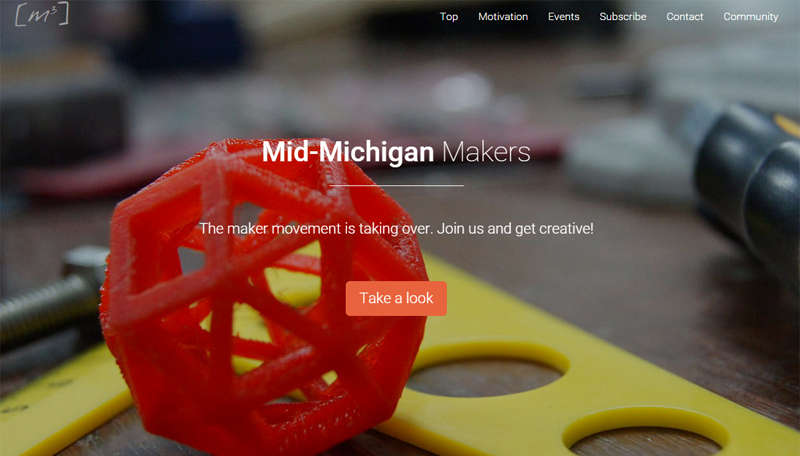 [m³]
Top Motivation Events Subscribe Contact Community
Mid-Michigan Makers
The maker movement is taking over. Join us and get creative!
Take a look